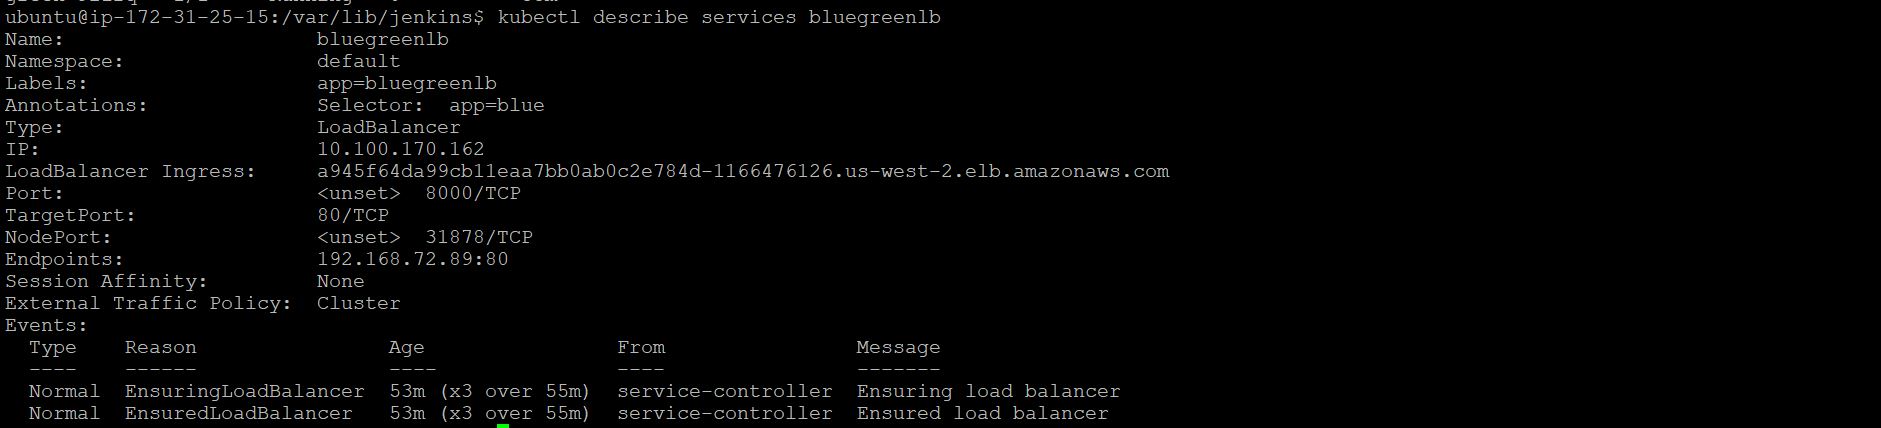 ubuntu@ip-172-31-25-15:/var/lib/jenkins$ kubectl describe services bluegreenlb
Name:                     bluegreenlb
Namespace:                default
Labels:                   app=bluegreenlb
Annotations:              Selector:  app=blue
Type:                     LoadBalancer
IP:                       10.100.170.162
LoadBalancer Ingress:     a945f64da99cb11eaa7bb0ab0c2e784d-1166476126.us-west-2.elb.amazonaws.com
Port:                     <unset>  8000/TCP
TargetPort:               80/TCP
NodePort:                 <unset>  31878/TCP
Endpoints:                192.168.72.89:80
Session Affinity:         None
External Traffic Policy:  Cluster
Events:
  Type    Reason                Age                From                Message
  ----    ------                ----               ----                -------
  Normal  EnsuringLoadBalancer  53m (x3 over 55m)  service-controller  Ensuring load balancer
  Normal  EnsuredLoadBalancer   53m (x3 over 55m)  service-controller  Ensured load balancer